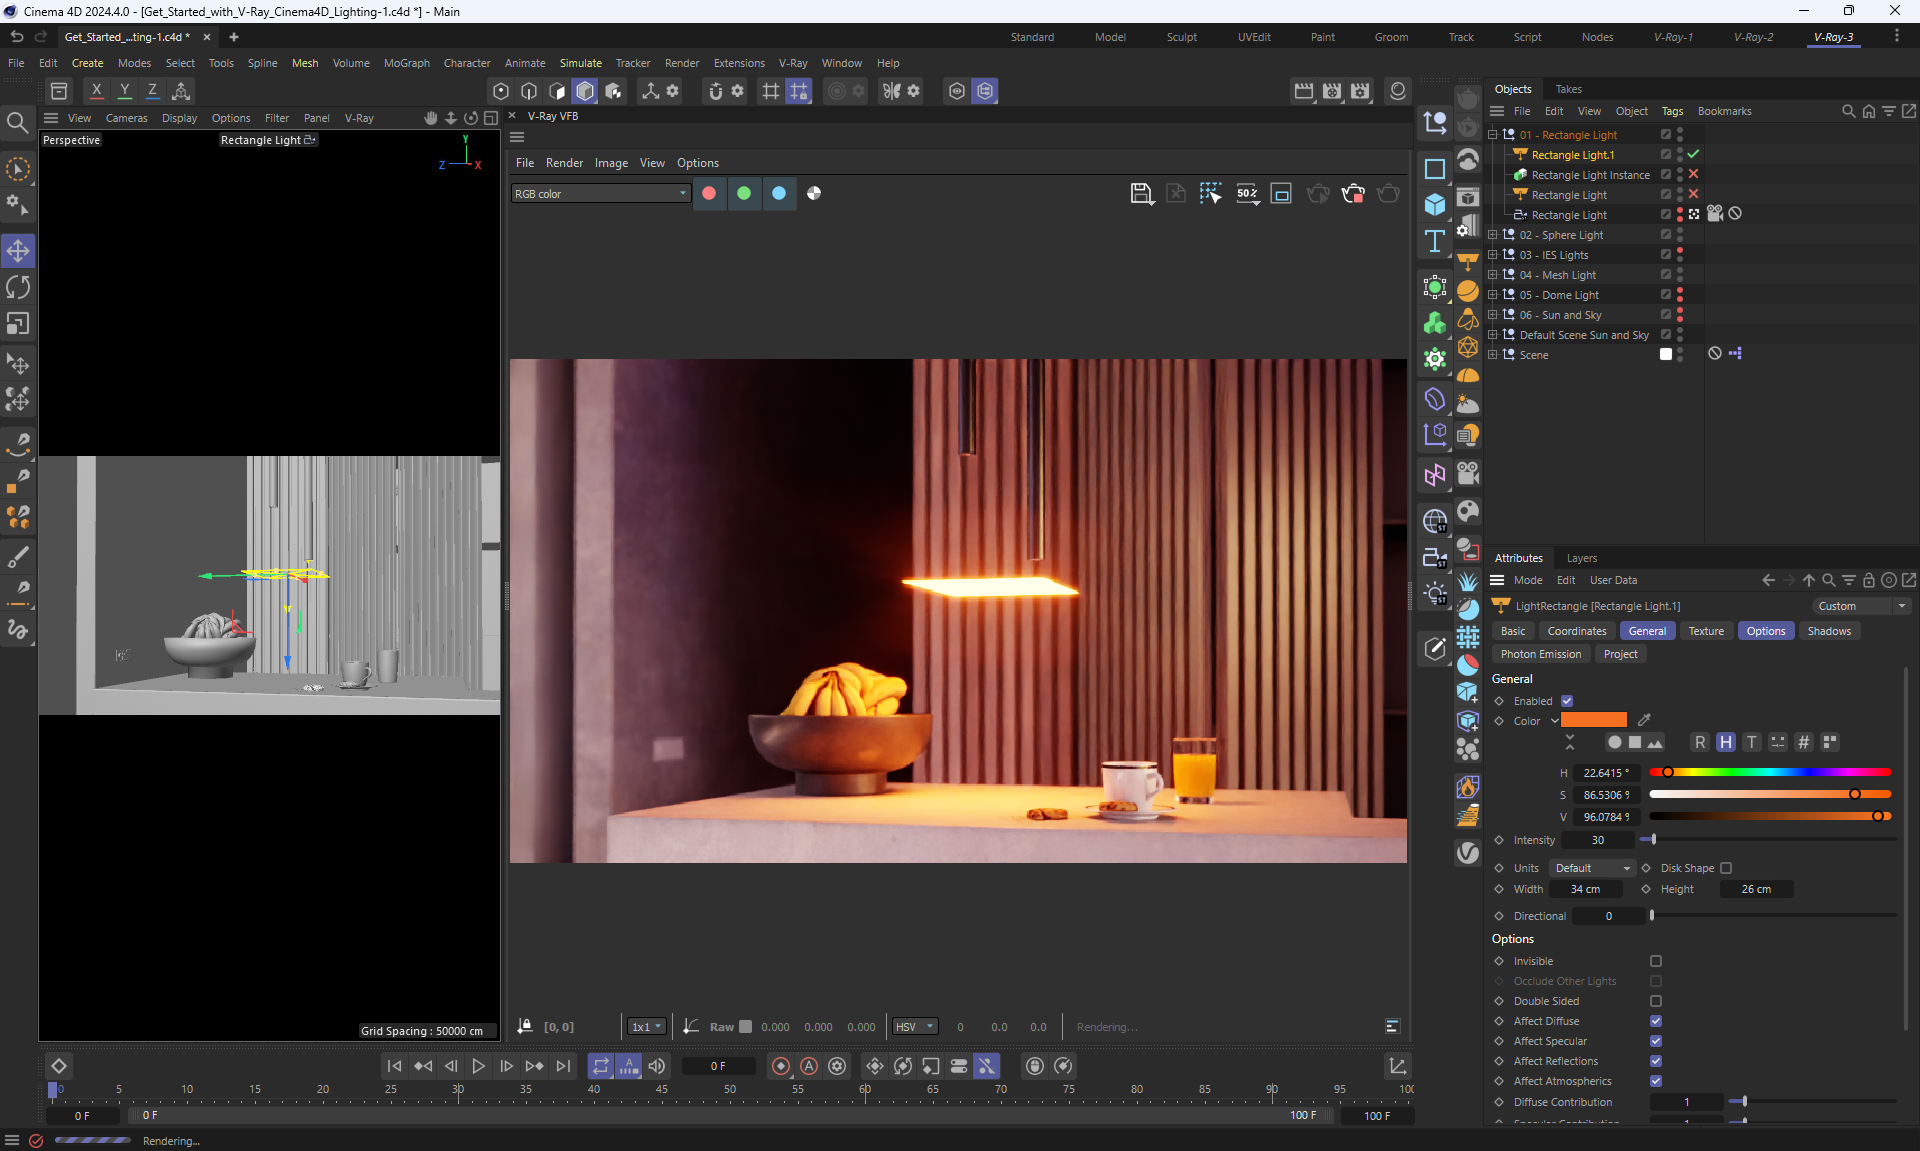 Cinema 4D 2024.4.0 - [Get_Started_with_V-Ray_Cinema4D_Lighting-1.c4d *] - Main
Get_Started_...ting-1.c4d *
Standard Model Sculpt UVEdit Paint Groom Track Script Nodes V-Ray-1 V-Ray-2 V-Ray-3
File Edit Create Modes Select Tools Spline Mesh Volume MoGraph Character Animate Simulate Tracker Render Extensions V-Ray Window Help
X Y Z
Objects Takes
File Edit View Object Tags Bookmarks
View Cameras Display Options Filter Panel V-Ray
V-Ray VFB
Perspective
Rectangle Light
Y
Z X
File Render Image View Options
RGB color
50%
01 - Rectangle Light
Rectangle Light.1
Rectangle Light Instance
Rectangle Light
Rectangle Light
02 - Sphere Light
03 - IES Lights
04 - Mesh Light
05 - Dome Light
06 - Sun and Sky
Default Scene Sun and Sky
Scene
ST
ST
ST
Attributes Layers
Mode Edit User Data
LightRectangle [Rectangle Light.1]
Custom
Basic Coordinates General Texture Options Shadows
Photon Emission Project
General
Enabled
Color
R H T #
H 22.6415 °
S 86.5306 %
V 96.0784 %
Intensity 30
Units Default Disk Shape
Width 34 cm Height 26 cm
Directional 0
Options
Invisible
Occlude Other Lights
Double Sided
Affect Diffuse
Affect Specular
Affect Reflections
Affect Atmospherics
Diffuse Contribution 1
Specular Contribution 1
Grid Spacing : 50000 cm
[0, 0] 1x1 Raw 0.000 0.000 0.000 HSV 0 0.0 0.0 Rendering...
A 0 F A
0 5 10 15 20 25 30 35 40 45 50 55 60 65 70 75 80 85 90 95 100
0 F 0 F 100 F 100 F
Rendering...